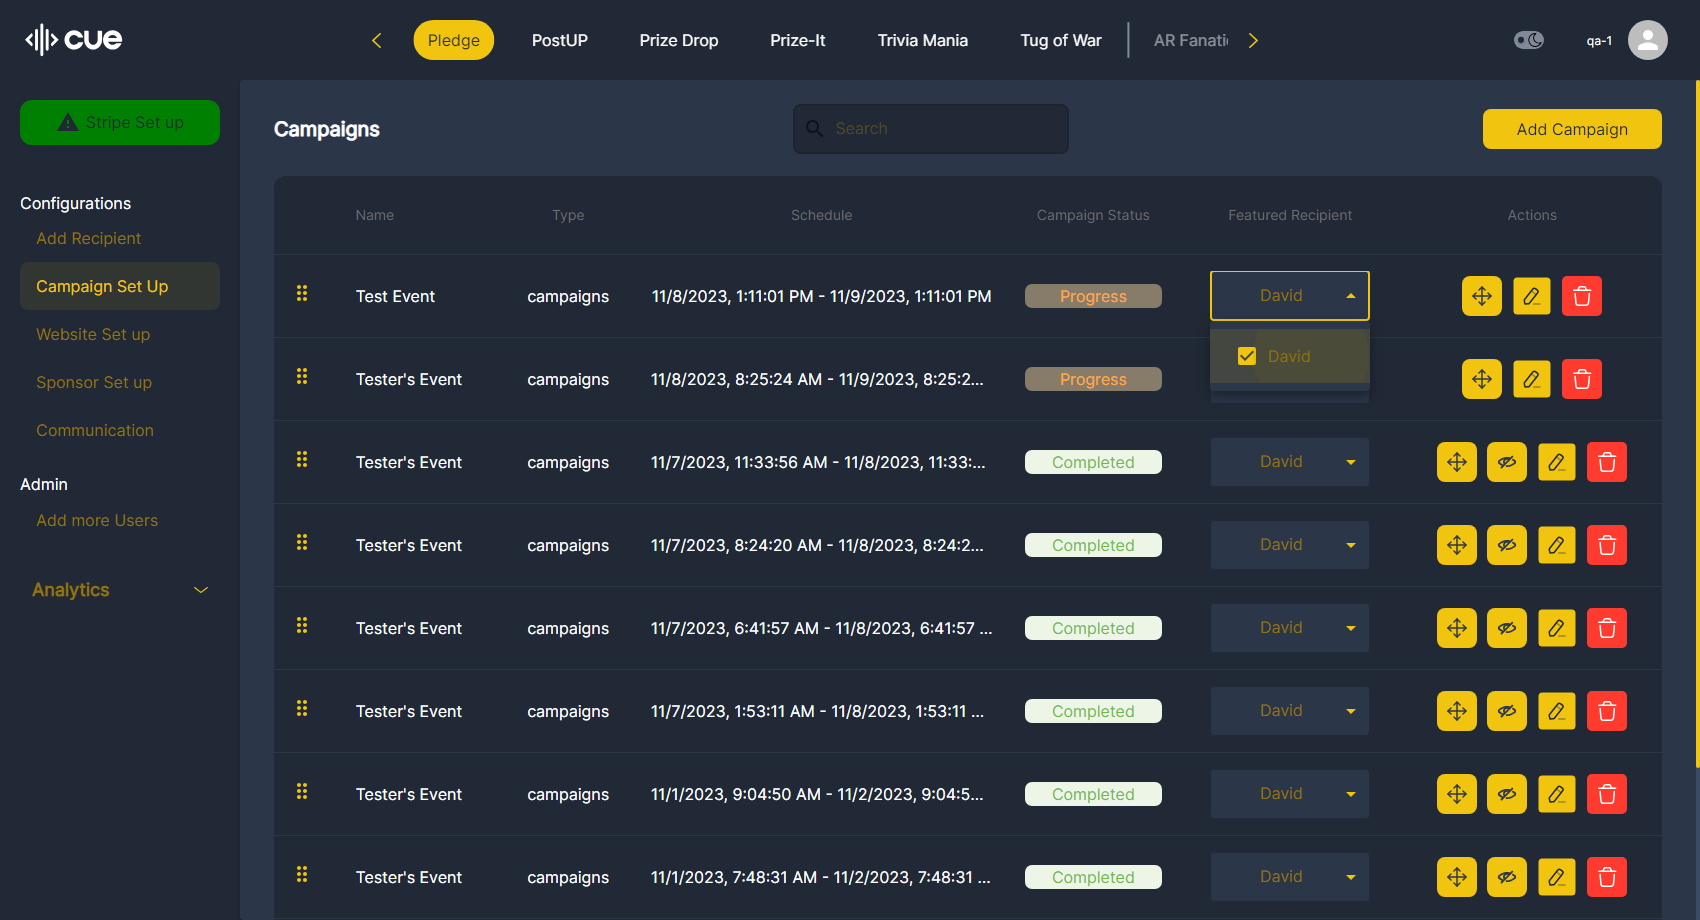 cue
Pledge
PostUP
Prize Drop
Prize-It
Trivia Mania
Tug of War
AR Fanati
qa-1
Stripe Set up
Configurations
Add Recipient
Campaign Set Up
Website Set up
Sponsor Set up
Communication
Admin
Add more Users
Analytics
Campaigns
Search
Add Campaign
Name Type Schedule Campaign Status Featured Recipient Actions
Test Event campaigns 11/8/2023, 1:11:01 PM - 11/9/2023, 1:11:01 PM Progress David
David
Tester's Event campaigns 11/8/2023, 8:25:24 AM - 11/9/2023, 8:25:2... Progress
Tester's Event campaigns 11/7/2023, 11:33:56 AM - 11/8/2023, 11:33:... Completed David
Tester's Event campaigns 11/7/2023, 8:24:20 AM - 11/8/2023, 8:24:2... Completed David
Tester's Event campaigns 11/7/2023, 6:41:57 AM - 11/8/2023, 6:41:57 ... Completed David
Tester's Event campaigns 11/7/2023, 1:53:11 AM - 11/8/2023, 1:53:11 ... Completed David
Tester's Event campaigns 11/1/2023, 9:04:50 AM - 11/2/2023, 9:04:5... Completed David
Tester's Event campaigns 11/1/2023, 7:48:31 AM - 11/2/2023, 7:48:31 ... Completed David